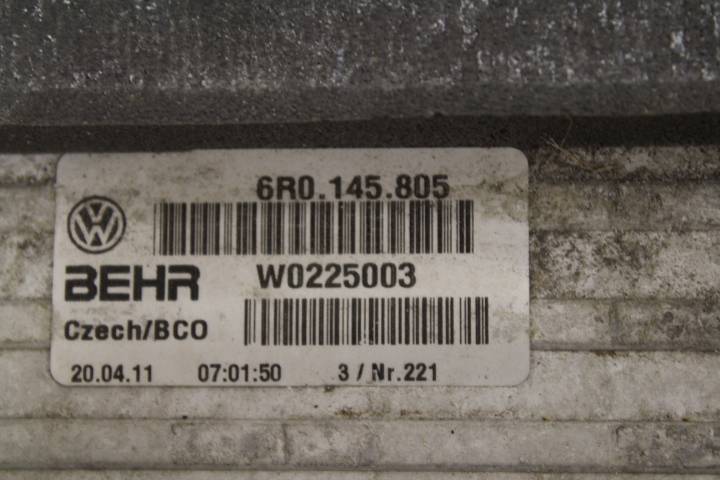 6R0.145.805
BEHR W0225003
Czech/BCO
20.04.11 07:01:50 3 / Nr.221